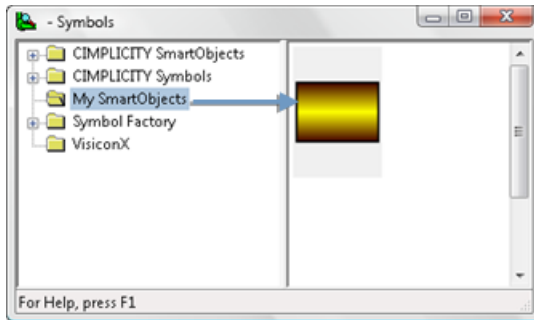 - Symbols
CIMPLICITY SmartObjects
CIMPLICITY Symbols
My SmartObjects
Symbol Factory
VisiconX
For Help, press F1